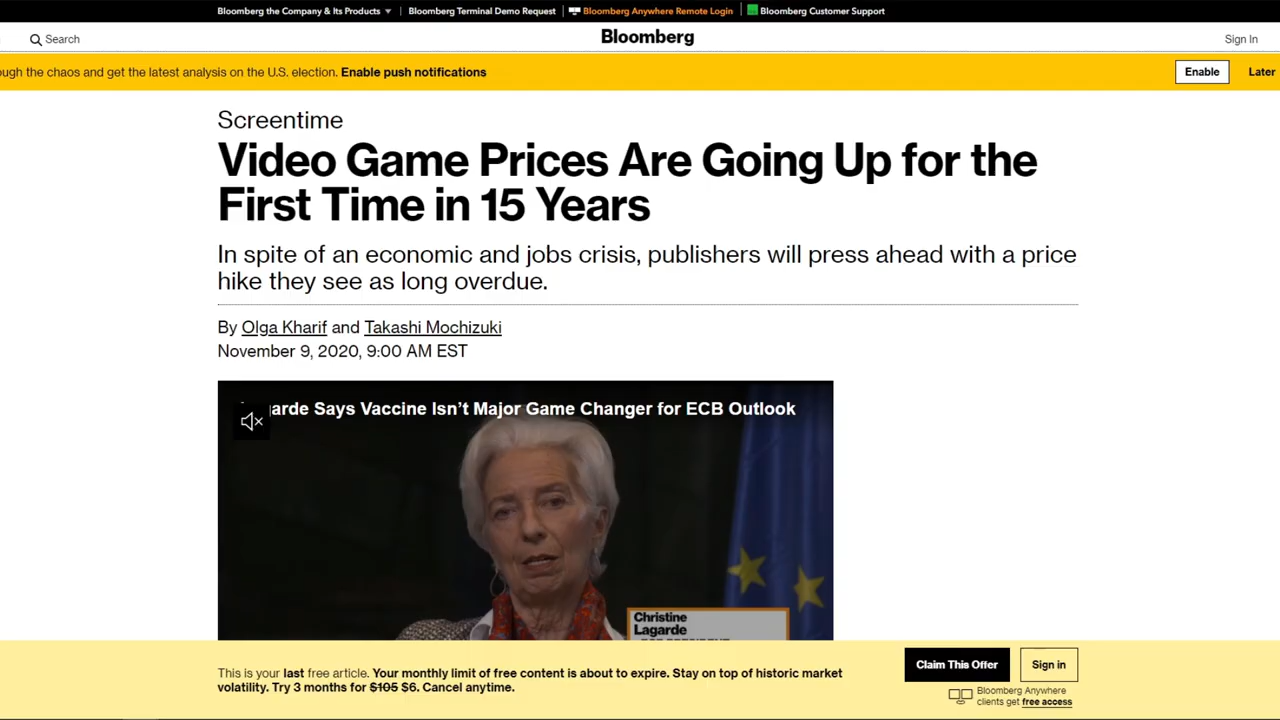 Bloomberg the Company & Its Products
Bloomberg Terminal Demo Request
Bloomberg Anywhere Remote Login
Bloomberg Customer Support
Search
Bloomberg
Sign In
the chaos and get the latest analysis on the U.S. election. Enable push notifications
Enable
Later
Screentime
Video Game Prices Are Going Up for the
First Time in 15 Years
In spite of an economic and jobs crisis, publishers will press ahead with a price
hike they see as long overdue.
By Olga Kharif and Takashi Mochizuki
November 9, 2020, 9:00 AM EST
Says Vaccine Isn't Major Game Changer for ECB Outlook
Christine
Lagarde
This is your last free article. Your monthly limit of free content is about to expire. Stay on top of historic market
volatility. Try 3 months for $105 $6. Cancel anytime.
Claim This Offer
Sign in
Bloomberg Anywhere
clients get free access